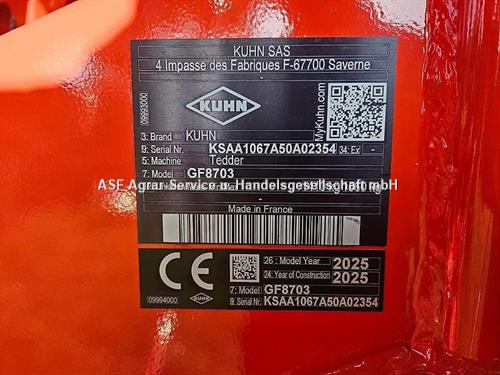 KUHN SAS
4 Impasse des Fabriques F-67700 Saverne
09993000
KUHN
MyKuhn.com
3: Brand KUHN
9: Serial Nr. KSAA1067A50A02354 34: Ex -
5: Machine Tedder
7: Model GF8703
ASF Agrar Service u. Handelsgesellschaft mbH
Made in France
CE
KUHN
09994000
26: Model Year 2025
24: Year of Construction 2025
7: Model GF8703
9: Serial Nr. KSAA1067A50A02354